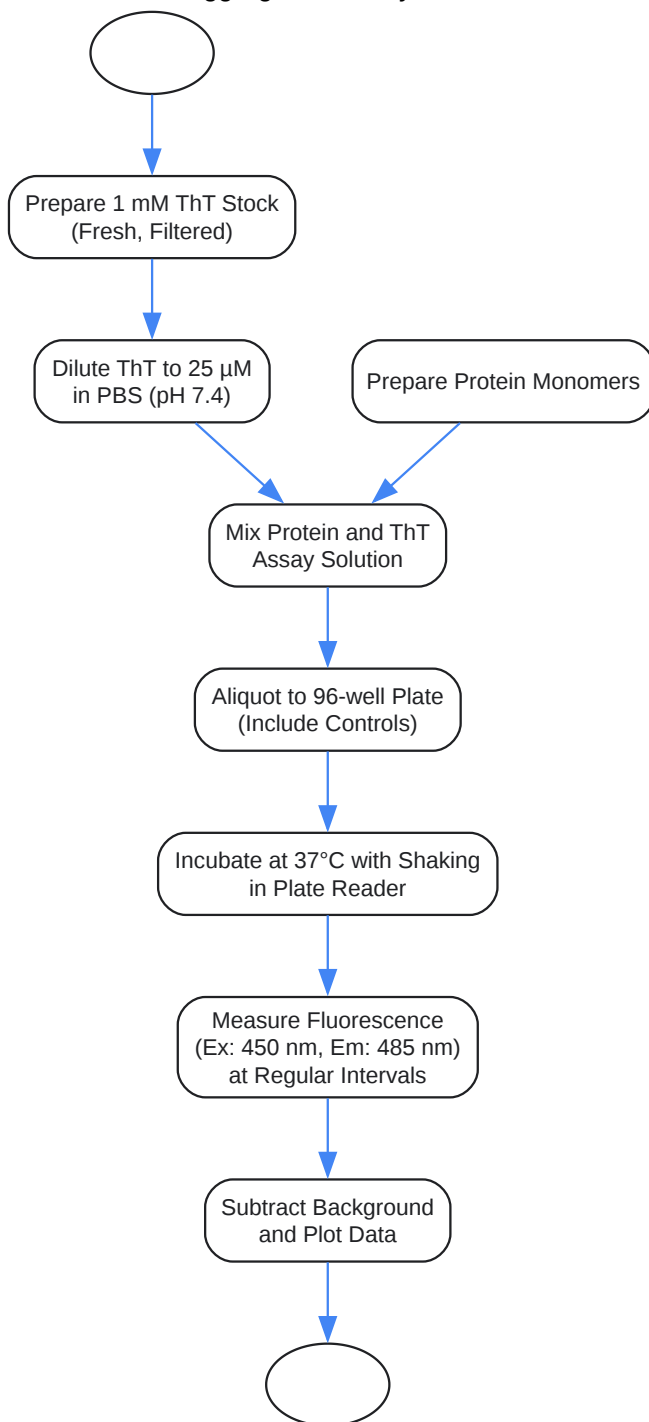 Prepare 1 mM ThT Stock
(Fresh, Filtered)
Dilute ThT to 25 µM
in PBS (pH 7.4)
Prepare Protein Monomers
Mix Protein and ThT
Assay Solution
Aliquot to 96-well Plate
(Include Controls)
Incubate at 37°C with Shaking
in Plate Reader
Measure Fluorescence
(Ex: 450 nm, Em: 485 nm)
at Regular Intervals
Subtract Background
and Plot Data